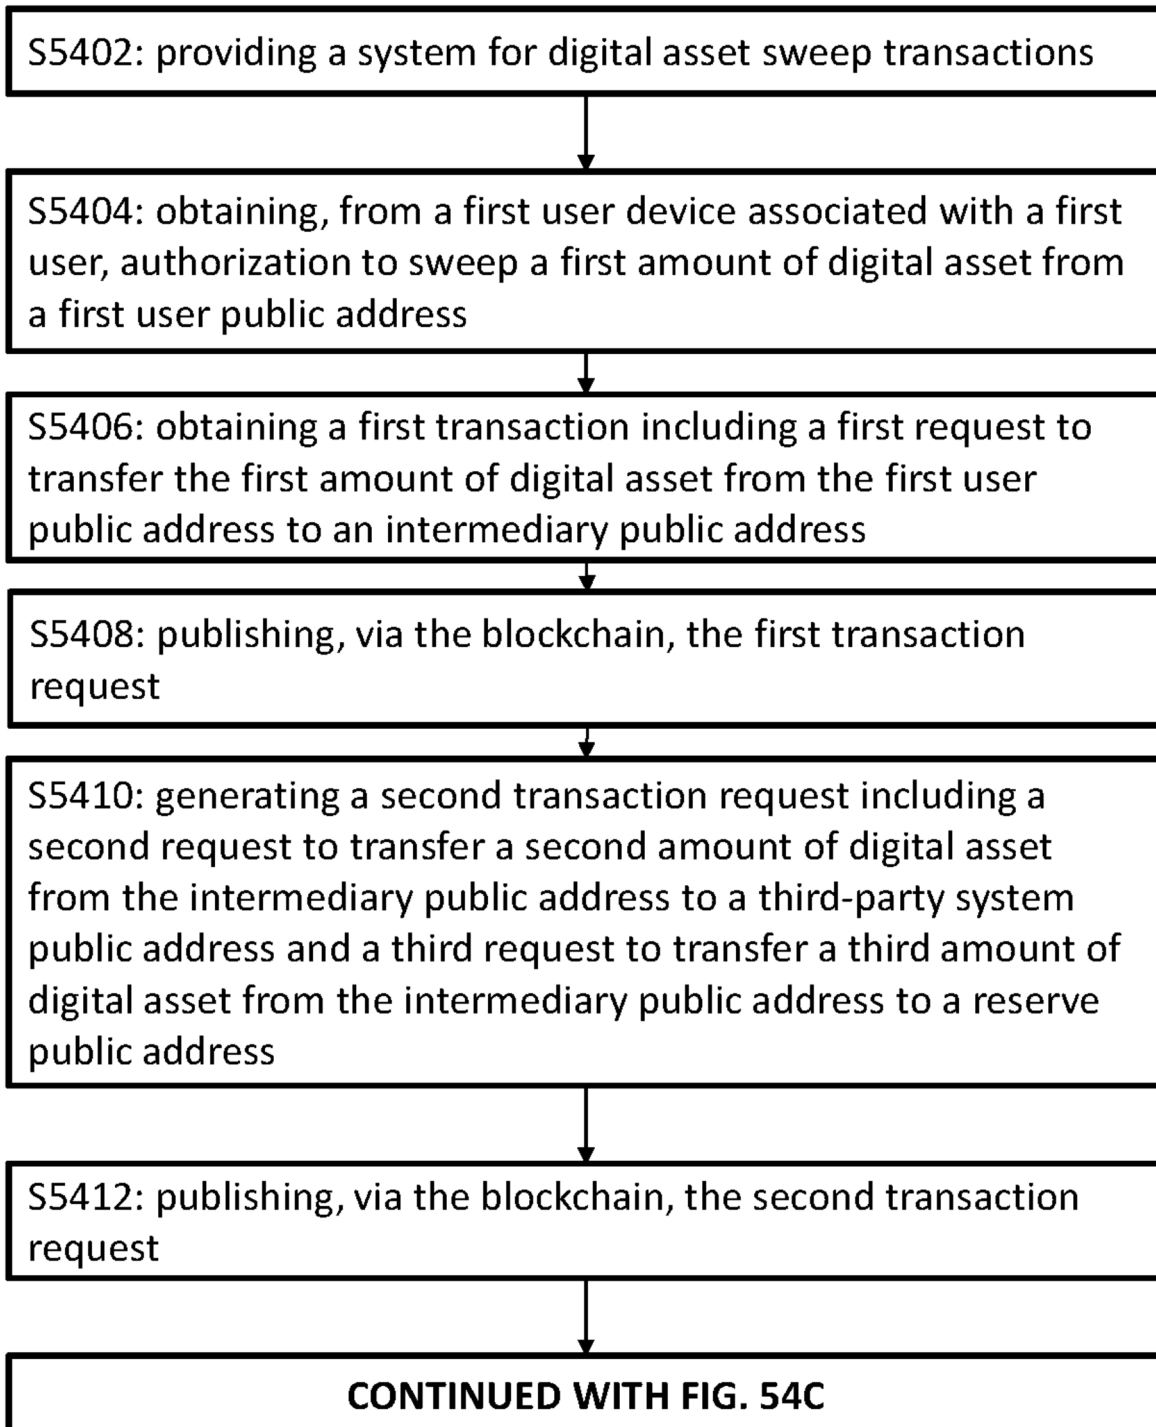 S5402: providing a system for digital asset sweep transactions
S5404: obtaining, from a first user device associated with a first
user, authorization to sweep a first amount of digital asset from
a first user public address
S5406: obtaining a first transaction including a first request to
transfer the first amount of digital asset from the first user
public address to an intermediary public address
S5408: publishing, via the blockchain, the first transaction
request
S5410: generating a second transaction request including a
second request to transfer a second amount of digital asset
from the intermediary public address to a third-party system
public address and a third request to transfer a third amount of
digital asset from the intermediary public address to a reserve
public address
S5412: publishing, via the blockchain, the second transaction
request
CONTINUED WITH FIG. 54C